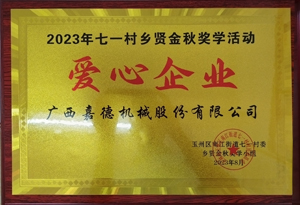 2023年七一村乡贤金秋奖学活动
爱心企业
广西嘉德机械股份有限公司
玉州区南江街道七一村委
乡贤金秋奖学小组
2023年8月